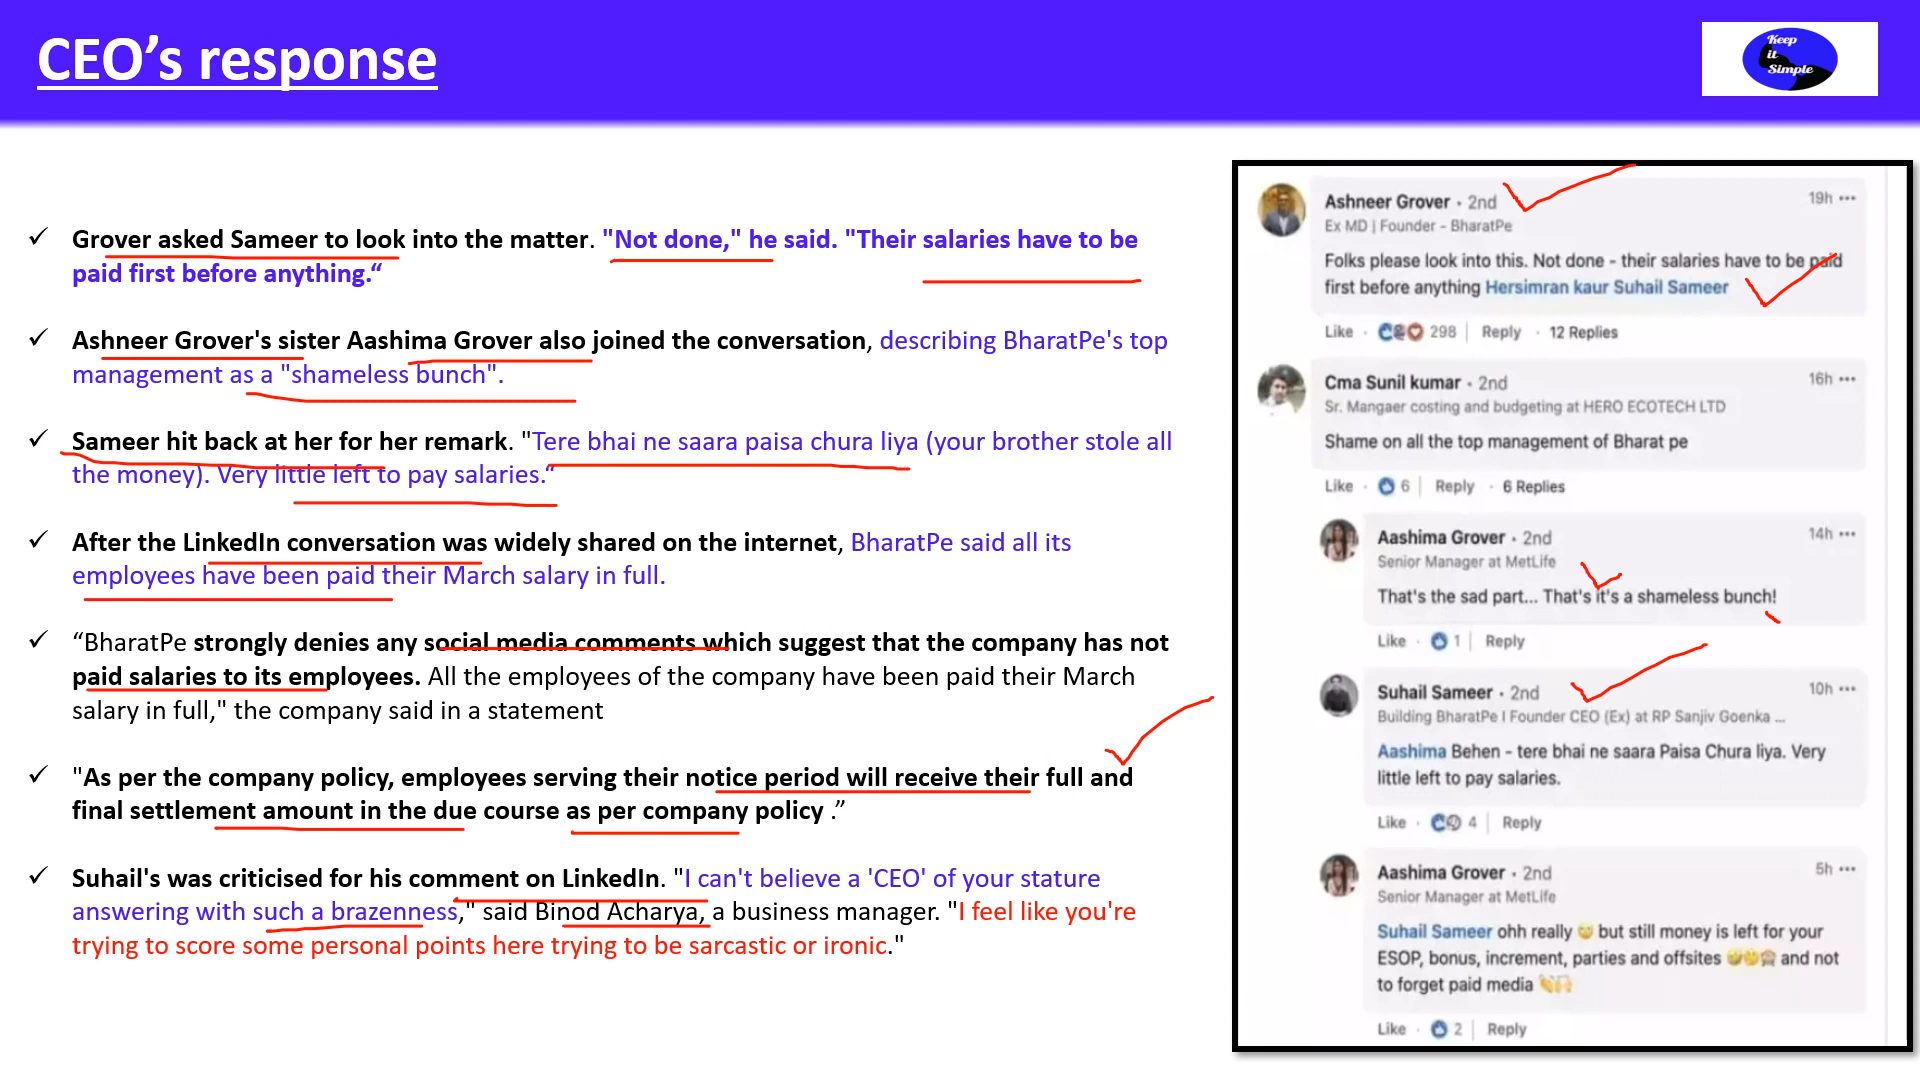 CEO’s response
Keep
it
Simple
Grover asked Sameer to look into the matter. "Not done," he said. "Their salaries have to be
paid first before anything.“
Ashneer Grover's sister Aashima Grover also joined the conversation, describing BharatPe's top
management as a "shameless bunch".
Sameer hit back at her for her remark. "Tere bhai ne saara paisa chura liya (your brother stole all
the money). Very little left to pay salaries.“
After the LinkedIn conversation was widely shared on the internet, BharatPe said all its
employees have been paid their March salary in full.
“BharatPe strongly denies any social media comments which suggest that the company has not
paid salaries to its employees. All the employees of the company have been paid their March
salary in full," the company said in a statement
"As per the company policy, employees serving their notice period will receive their full and
final settlement amount in the due course as per company policy .”
Suhail's was criticised for his comment on LinkedIn. "I can't believe a 'CEO' of your stature
answering with such a brazenness," said Binod Acharya, a business manager. "I feel like you're
trying to score some personal points here trying to be sarcastic or ironic."
Ashneer Grover • 2nd 19h •••
Ex MD | Founder - BharatPe
Folks please look into this. Not done - their salaries have to be paid
first before anything Hersimran kaur Suhail Sameer
Like · 298 | Reply · 12 Replies
Cma Sunil kumar • 2nd 16h •••
Sr. Mangaer costing and budgeting at HERO ECOTECH LTD
Shame on all the top management of Bharat pe
Like · 6 | Reply · 6 Replies
Aashima Grover • 2nd 14h •••
Senior Manager at MetLife
That's the sad part... That's it's a shameless bunch!
Like · 1 | Reply
Suhail Sameer • 2nd 10h •••
Building BharatPe I Founder CEO (Ex) at RP Sanjiv Goenka ...
Aashima Behen - tere bhai ne saara Paisa Chura liya. Very
little left to pay salaries.
Like · 4 | Reply
Aashima Grover • 2nd 5h •••
Senior Manager at MetLife
Suhail Sameer ohh really 😄 but still money is left for your
ESOP, bonus, increment, parties and offsites 🤣🤔🙈 and not
to forget paid media 👏🙌
Like · 2 | Reply